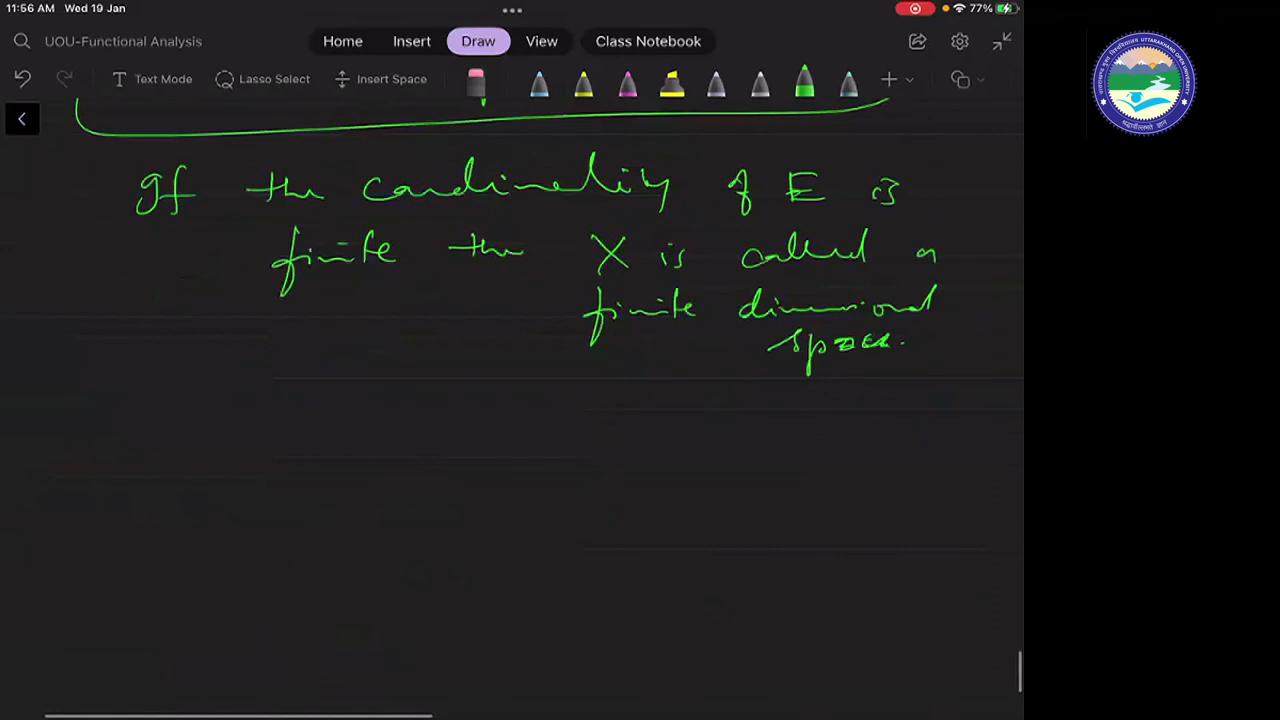 11:56 AM Wed 19 Jan
77%
UOU-Functional Analysis
Home Insert Draw View Class Notebook
Text Mode Lasso Select Insert Space
If the cardinality of E is
finite the X is called a
finite dimensional
space.